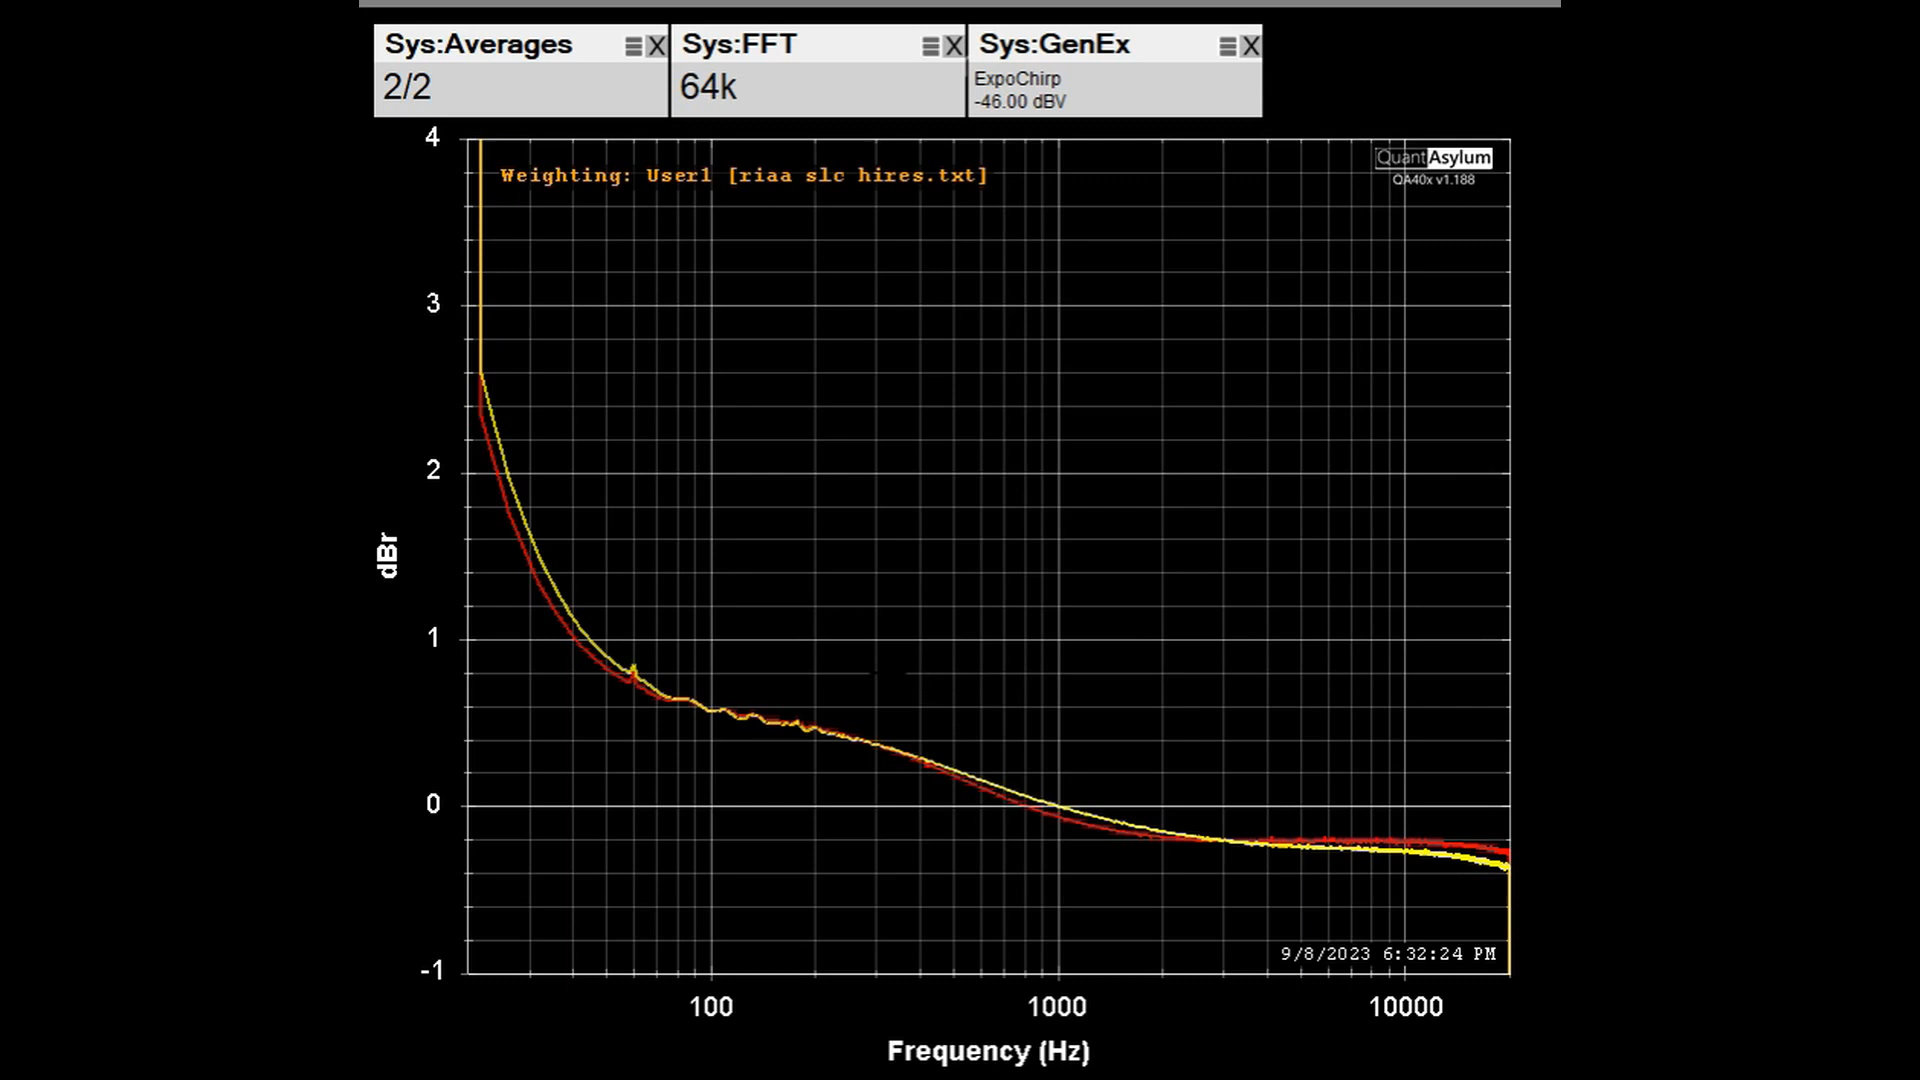 Sys:Averages
X
2/2
Sys:FFT
X
64k
Sys:GenEx
X
ExpoChirp
-46.00 dBV
QuantAsylum
QA40x v1.188
Weighting: User1 [riaa slc hires.txt]
4
3
2
1
0
-1
dBr
9/8/2023 6:32:24 PM
100
1000
10000
Frequency (Hz)